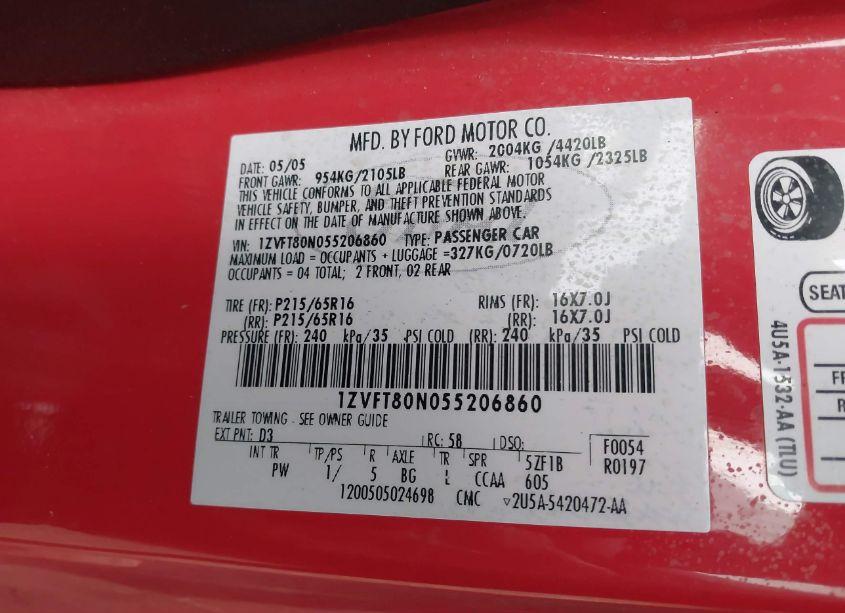 MFD. BY FORD MOTOR CO.
DATE: 05/05 GVWR: 2004KG /4420LB
FRONT GAWR: 954KG/2105LB REAR GAWR: 1054KG /2325LB
THIS VEHICLE CONFORMS TO ALL APPLICABLE FEDERAL MOTOR
VEHICLE SAFETY, BUMPER, AND THEFT PREVENTION STANDARDS
IN EFFECT ON THE DATE OF MANUFACTURE SHOWN ABOVE.
VIN: 1ZVFT80N055206860 TYPE: PASSENGER CAR
MAXIMUM LOAD = OCCUPANTS + LUGGAGE =327KG/0720LB
OCCUPANTS = 04 TOTAL; 2 FRONT, 02 REAR
TIRE (FR): P215/65R16 RIMS (FR): 16X7.0J
(RR): P215/65R16 (RR): 16X7.0J
PRESSURE (FR): 240 kPa/35 PSI COLD (RR): 240 kPa/35 PSI COLD
1ZVFT80N055206860
TRAILER TOWING - SEE OWNER GUIDE
EXT PNT: D3 RC: 58 DSO: F0054
INT TR TP/PS R AXLE TR SPR 5ZF1B R0197
PW 1/ 5 BG L CCAA 605
1200505024698 CMC ▽2U5A-5420472-AA
SEAT
4U5A-1532-AA (TLU)
FR
R